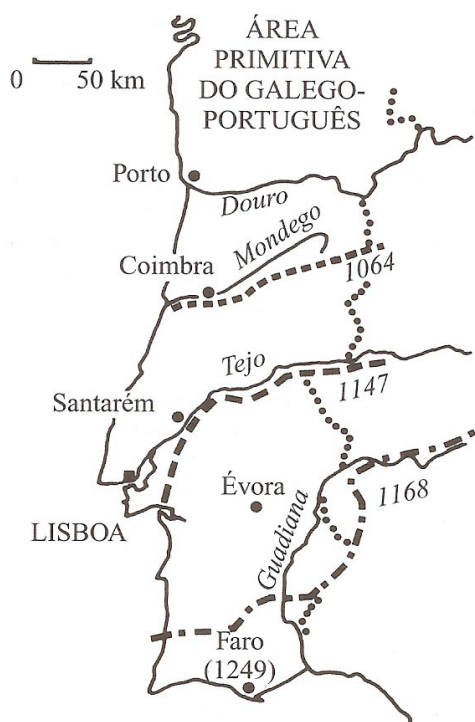 ÁREA
PRIMITIVA
DO GALEGO-
PORTUGUÊS
0 50 km
Porto
Douro
Mondego
Coimbra
1064
Tejo
1147
Santarém
Évora
1168
LISBOA
Guadiana
Faro
(1249)